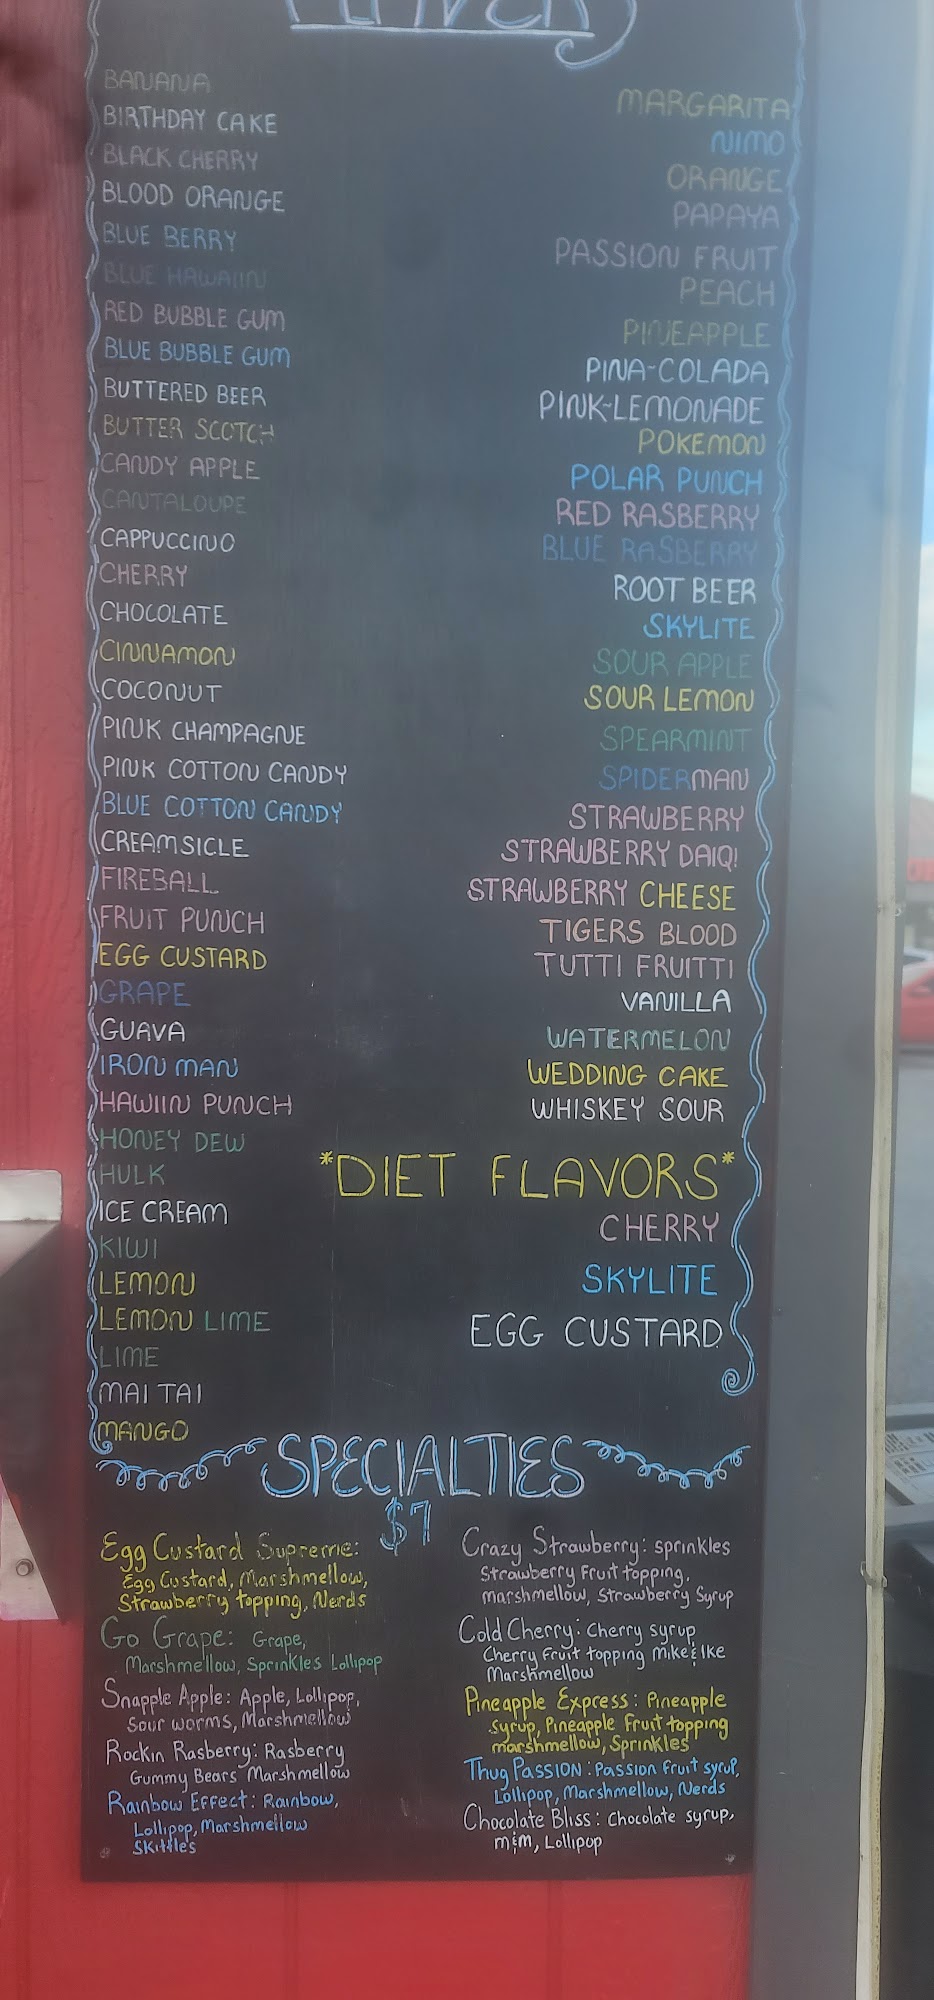 FLAVORS
BANANA
BIRTHDAY CAKE
BLACK CHERRY
BLOOD ORANGE
BLUE BERRY
BLUE HAWAIIN
RED BUBBLE GUM
BLUE BUBBLE GUM
BUTTERED BEER
BUTTER SCOTCH
CANDY APPLE
CANTALOUPE
CAPPUCCINO
CHERRY
CHOCOLATE
CINNAMON
COCONUT
PINK CHAMPAGNE
PINK COTTON CANDY
BLUE COTTON CANDY
CREAMSICLE
FIREBALL
FRUIT PUNCH
EGG CUSTARD
GRAPE
GUAVA
IRON MAN
HAWIIN PUNCH
HONEY DEW
HULK
ICE CREAM
KIWI
LEMON
LEMON LIME
LIME
MAI TAI
MANGO
MARGARITA
NIMO
ORANGE
PAPAYA
PASSION FRUIT
PEACH
PINEAPPLE
PINA-COLADA
PINK-LEMONADE
POKEMON
POLAR PUNCH
RED RASBERRY
BLUE RASBERRY
ROOT BEER
SKYLITE
SOUR APPLE
SOUR LEMON
SPEARMINT
SPIDERMAN
STRAWBERRY
STRAWBERRY DAIQ!
STRAWBERRY CHEESE
TIGERS BLOOD
TUTTI FRUITTI
VANILLA
WATERMELON
WEDDING CAKE
WHISKEY SOUR
*DIET FLAVORS*
CHERRY
SKYLITE
EGG CUSTARD
SPECIALTIES
$7
Egg Custard Supreme:
Egg Custard, Marshmellow,
Strawberry topping, Nerds
Go Grape: Grape,
Marshmellow, Sprinkles Lollipop
Snapple Apple: Apple, Lollipop,
Sour worms, Marshmellow
Rockin Rasberry: Rasberry
Gummy Bears Marshmellow
Rainbow Effect: Rainbow,
Lollipop, Marshmellow
Skittles
Crazy Strawberry: sprinkles
Strawberry Fruit topping,
marshmellow, Strawberry Syrup
Cold Cherry: Cherry syrup
Cherry Fruit topping Mike & Ike
Marshmellow
Pineapple Express: Pineapple
syrup, Pineapple Fruit topping
marshmellow, Sprinkles
Thug PASSION: Passion Fruit syrup,
Lollipop, Marshmellow, Nerds
Chocolate Bliss: Chocolate syrup,
m&m, Lollipop